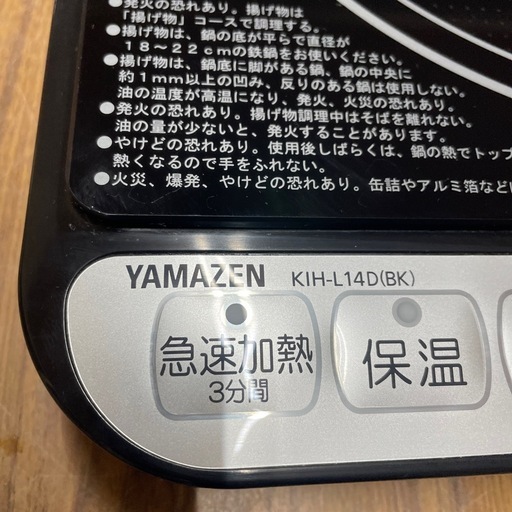 ●発火の恐れあり。揚げ物は
「揚げ物」コースで調理する。
●揚げ物は、鍋の底が平らで直径が
18～22cmの鉄鍋をお使いください。
●揚げ物は、鍋底に脚がある鍋、鍋の中央に
約1mm以上の凹み、反りのある鍋は使用しない。
油の温度が高温になり、発火、火災の恐れあり。
●発火の恐れあり。揚げ物調理中はそばを離れない。
油の量が少ないと、発火することがあります。
●やけどの恐れあり。使用後しばらくは、鍋の熱でトップ
熱くなるので手をふれない。
●火災、爆発、やけどの恐れあり。缶詰やアルミ箔などに
YAMAZEN KIH-L14D(BK)
急速加熱
3分間
保温